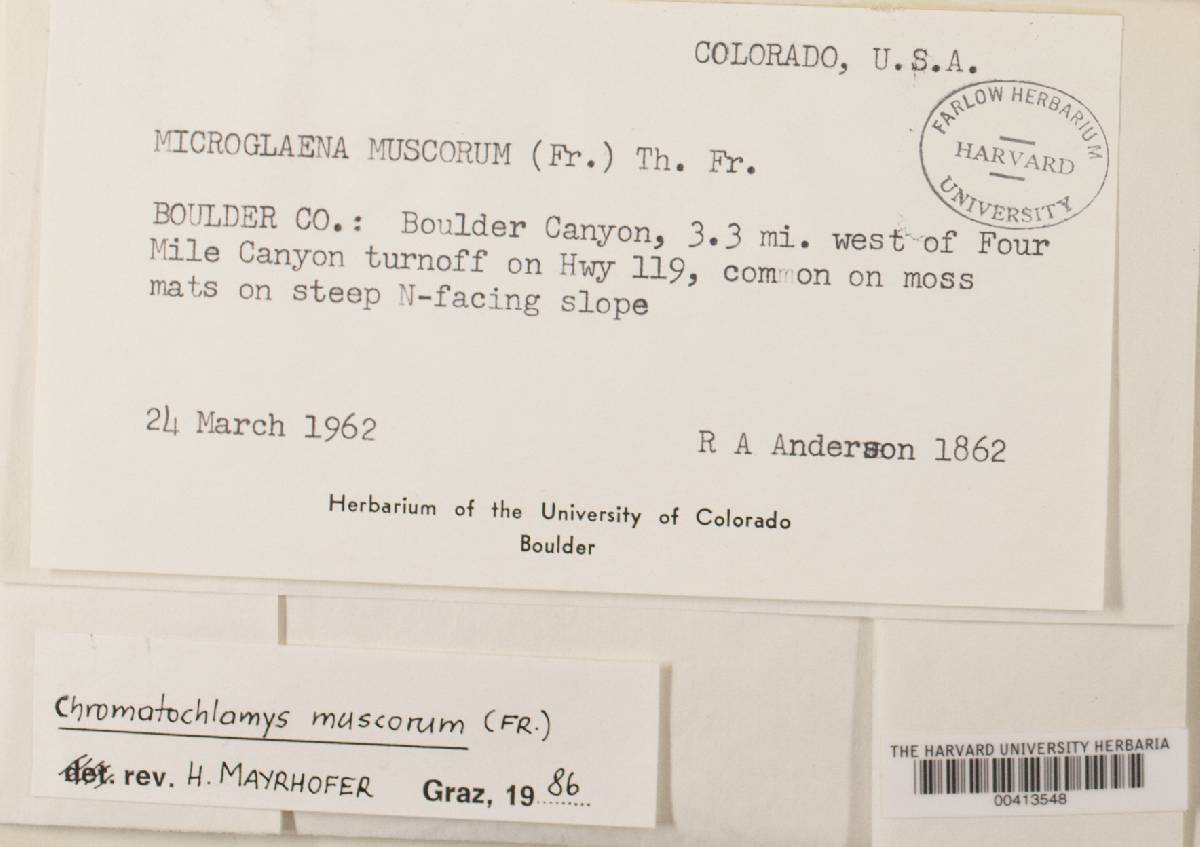 COLORADO, U.S.A.
FARLOW HERBARIUM
HARVARD
UNIVERSITY
MICROGLAENA MUSCORUM (Fr.) Th. Fr.
BOULDER CO.: Boulder Canyon, 3.3 mi. west of Four
Mile Canyon turnoff on Hwy 119, common on moss
mats on steep N-facing slope
24 March 1962
R A Anderson 1862
Herbarium of the University of Colorado
Boulder
Chromatochlamys muscorum (FR.)
det. rev. H. MAYRHOFER Graz, 1986
THE HARVARD UNIVERSITY HERBARIA
00413548